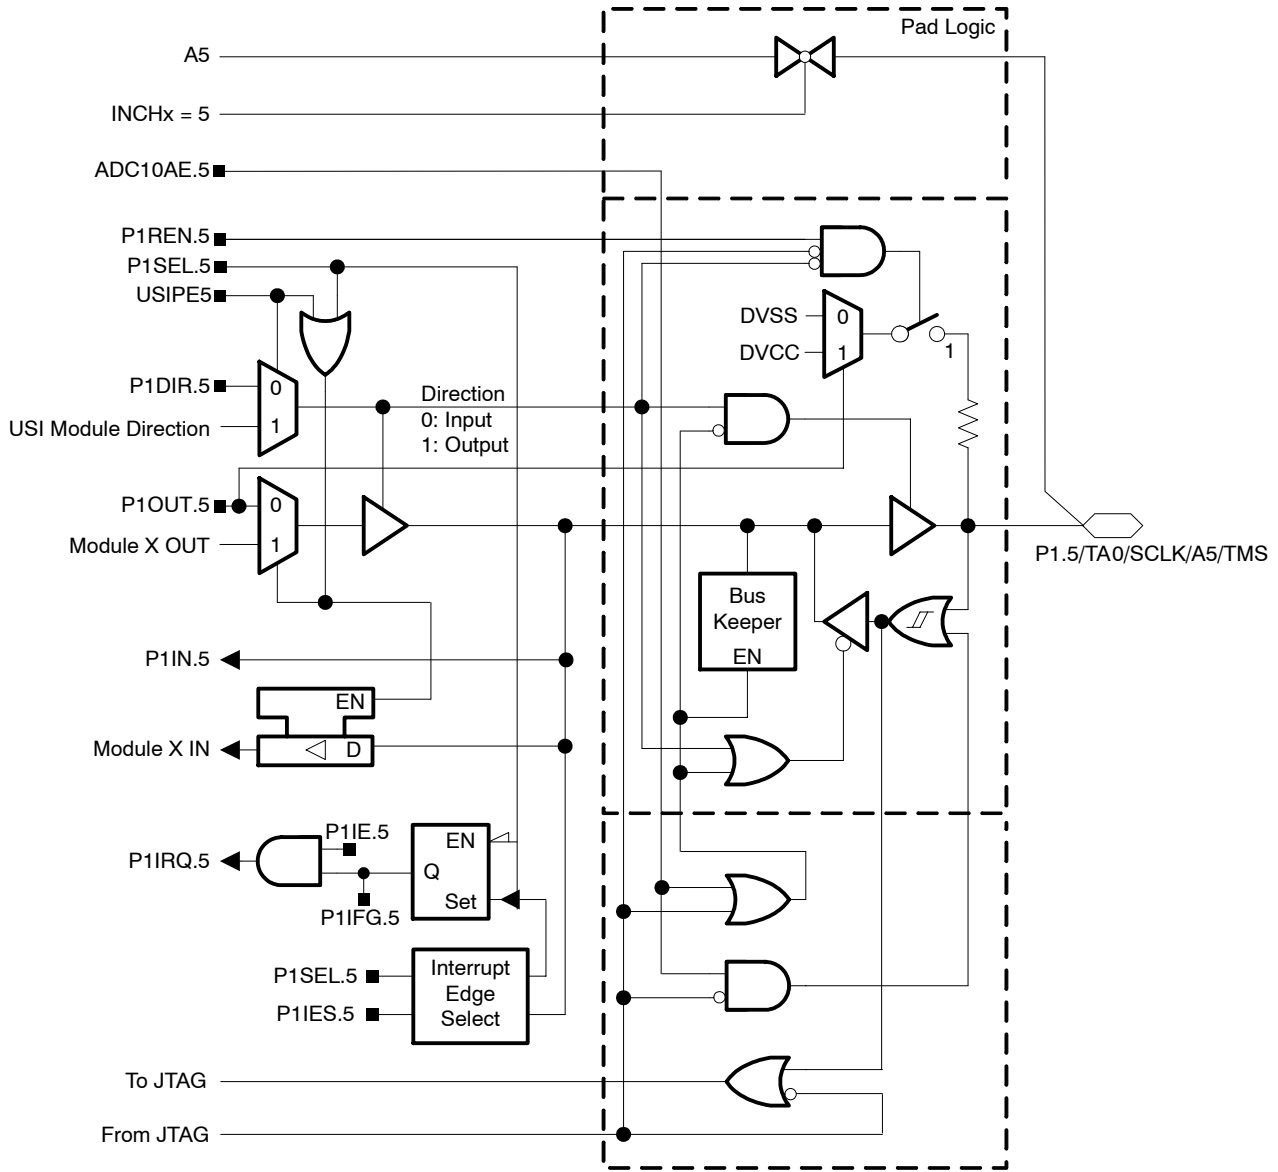 Pad Logic
A5
INCHx = 5
ADC10AE.5
P1REN.5
P1SEL.5
USIPE5
DVSS
0
DVCC
1
1
P1DIR.5
0
USI Module Direction
1
Direction
0: Input
1: Output
P1OUT.5
0
Module X OUT
1
P1.5/TA0/SCLK/A5/TMS
Bus
Keeper
EN
P1IN.5
EN
Module X IN
D
P1IE.5
EN
P1IRQ.5
Q
Set
P1IFG.5
P1SEL.5
P1IES.5
Interrupt
Edge
Select
To JTAG
From JTAG